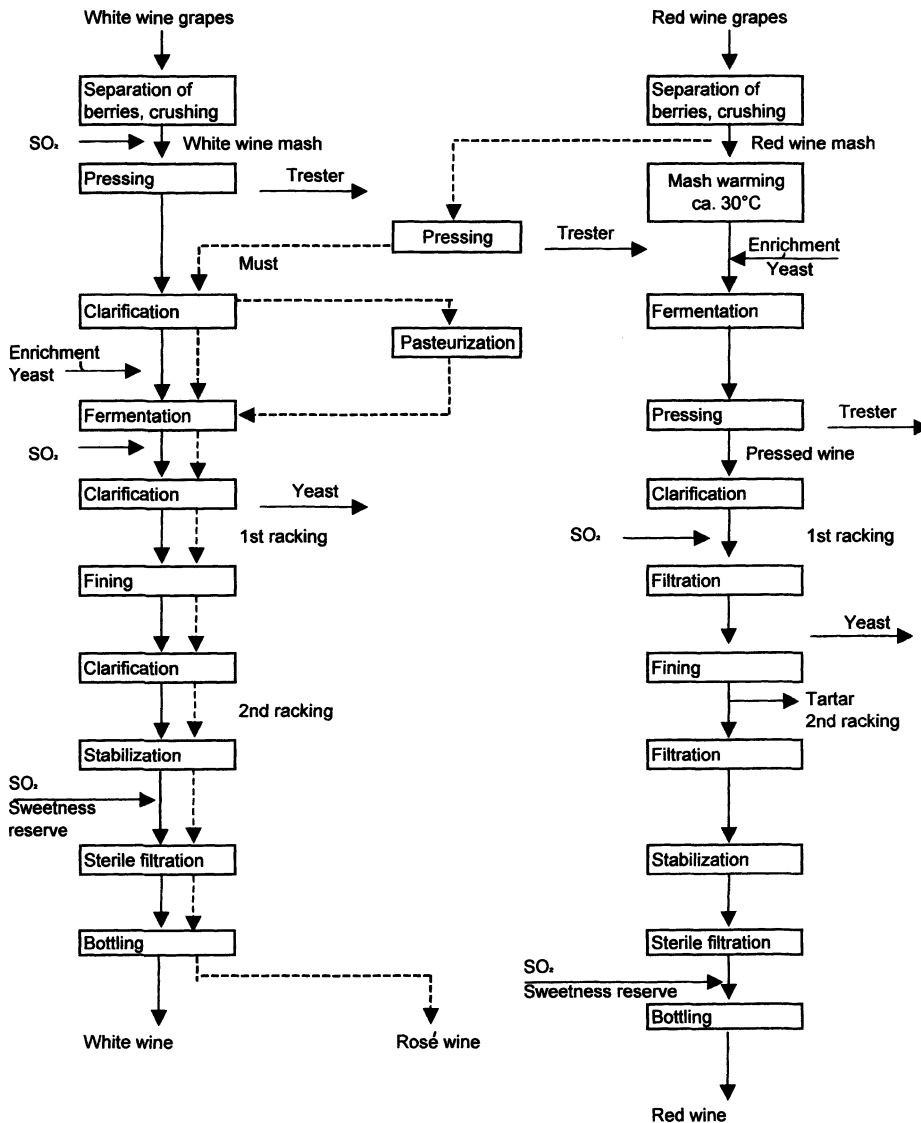 White wine grapes
Separation of
berries, crushing
SO₂
White wine mash
Pressing
Trester
Must
Clarification
Pasteurization
Enrichment
Yeast
Fermentation
SO₂
Clarification
Yeast
1st racking
Fining
Clarification
2nd racking
Stabilization
SO₂
Sweetness
reserve
Sterile filtration
Bottling
White wine
Rosé wine
Red wine grapes
Separation of
berries, crushing
Red wine mash
Mash warming
ca. 30°C
Pressing
Trester
Enrichment
Yeast
Fermentation
Pressing
Trester
Pressed wine
Clarification
SO₂
1st racking
Filtration
Yeast
Fining
Tartar
2nd racking
Filtration
Stabilization
Sterile filtration
SO₂
Sweetness reserve
Bottling
Red wine